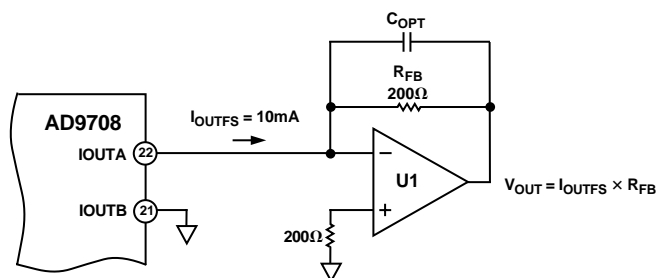 C_OPT
R_FB
200Ω
AD9708
I_OUTFS = 10mA
IOUTA
22
–
U1
V_OUT = I_OUTFS × R_FB
IOUTB
21
+
200Ω